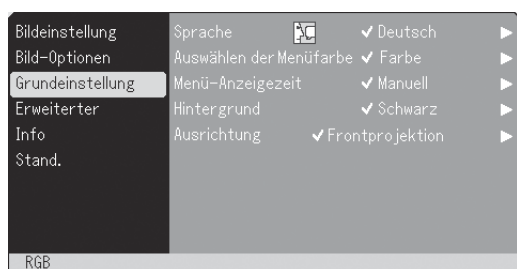 Bildeinstellung
Bild-Optionen
Grundeinstellung
Erweiterter
Info
Stand.
Sprache ✓ Deutsch ▶
Auswählen der Menüfarbe ✓ Farbe ▶
Menü-Anzeigezeit ✓ Manuell ▶
Hintergrund ✓ Schwarz ▶
Ausrichtung ✓ Frontprojektion ▶
RGB